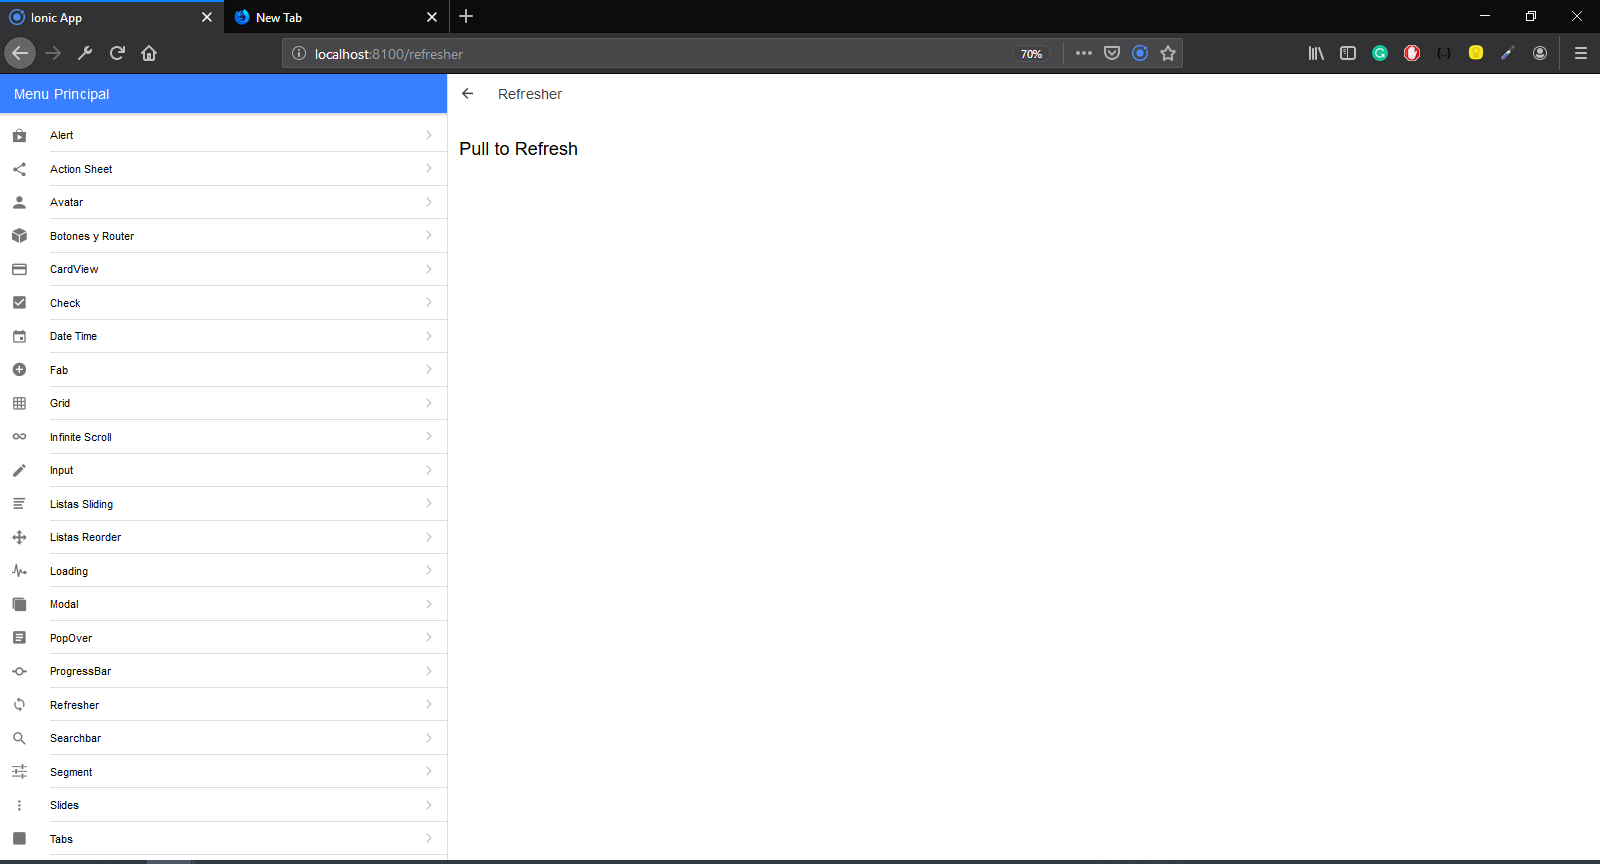 Ionic App
New Tab
localhost:8100/refresher
70%
Menu Principal
Refresher
Pull to Refresh
Alert
Action Sheet
Avatar
Botones y Router
CardView
Check
Date Time
Fab
Grid
Infinite Scroll
Input
Listas Sliding
Listas Reorder
Loading
Modal
PopOver
ProgressBar
Refresher
Searchbar
Segment
Slides
Tabs